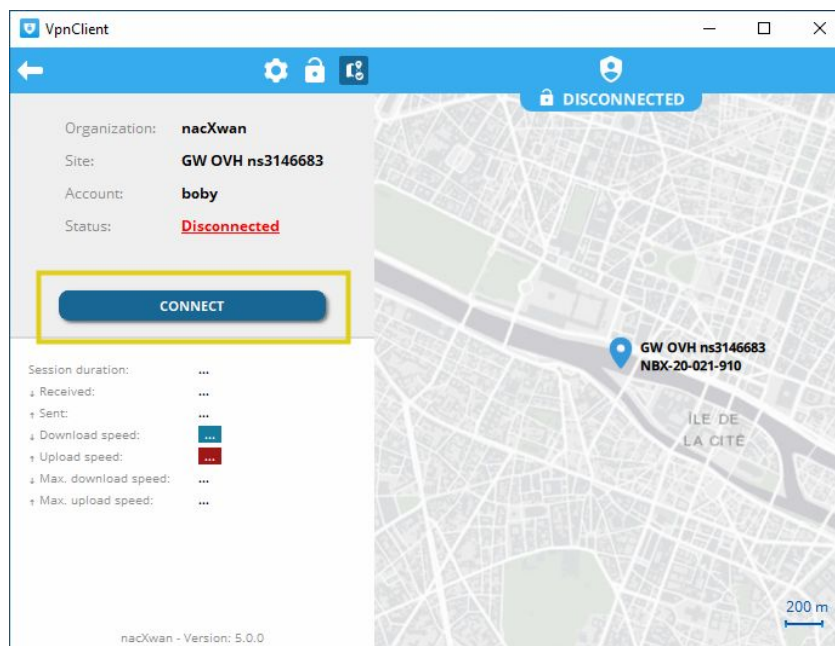 VpnClient
DISCONNECTED
Organization: nacXwan
Site: GW OVH ns3146683
Account: boby
Status: Disconnected
CONNECT
Session duration: ...
↓ Received: ...
↑ Sent: ...
↓ Download speed: ...
↑ Upload speed: ...
↓ Max. download speed: ...
↑ Max. upload speed: ...
nacXwan - Version: 5.0.0
GW OVH ns3146683
NBX-20-021-910
ÎLE DE
LA CITÉ
200 m